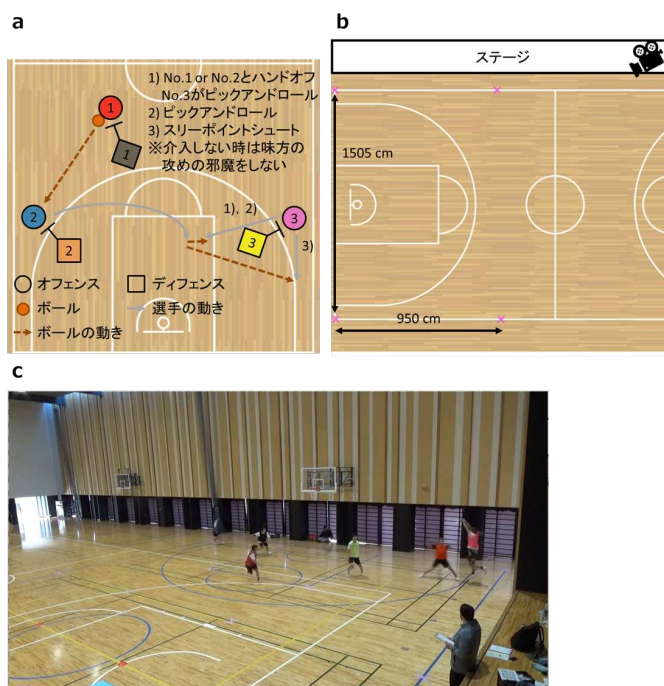 a
1) No.1 or No.2とハンドオフ
No.3がピックアンドロール
2) ピックアンドロール
3) スリーポイントシュート
※介入しない時は味方の
攻めの邪魔をしない
1
1
2
2
3
3
1), 2)
3)
オフェンス
ディフェンス
ボール
選手の動き
ボールの動き
b
ステージ
1505 cm
950 cm
c